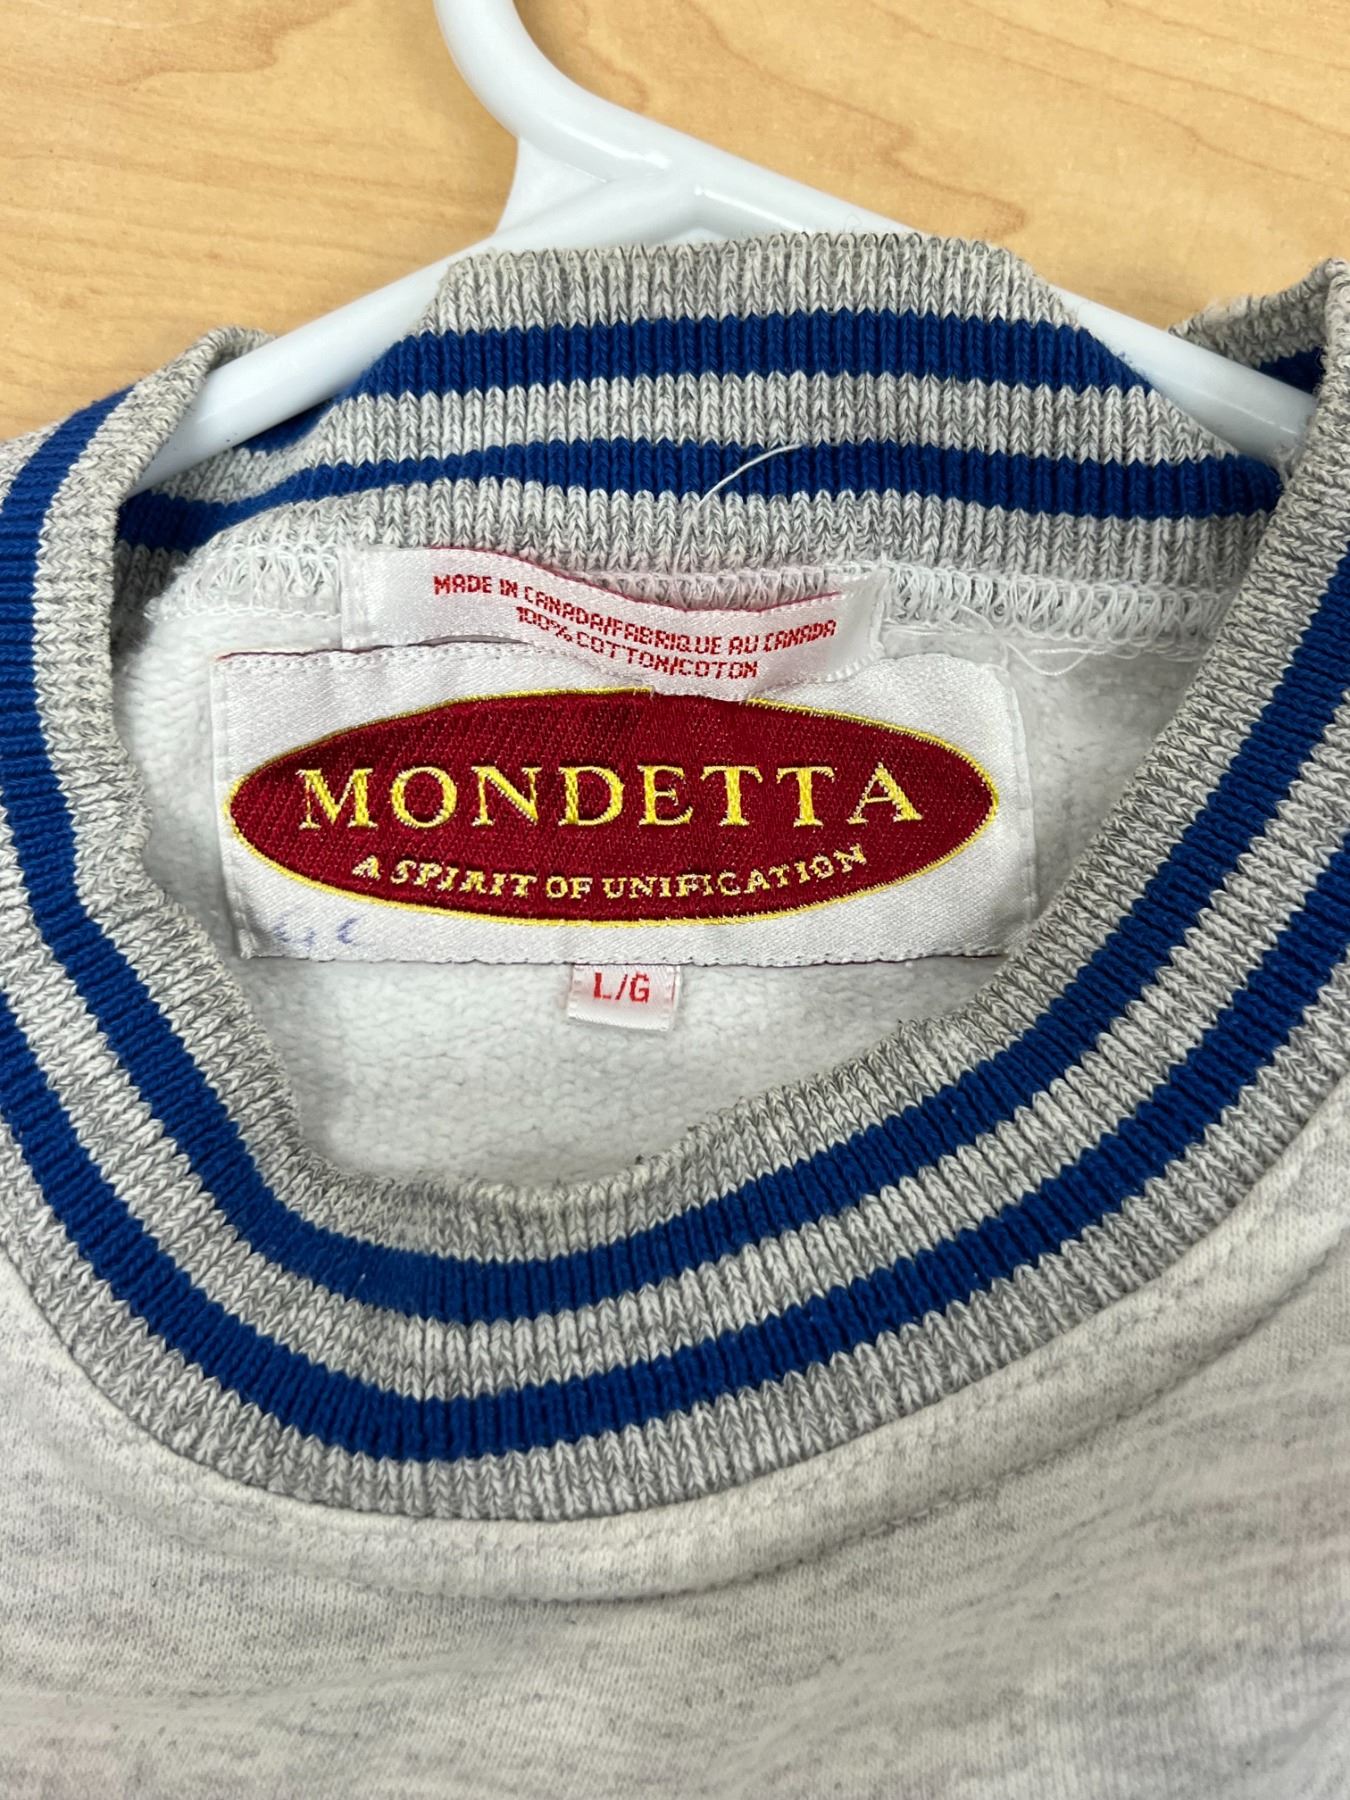 MADE IN CANADA/FABRIQUE AU CANADA
100% COTTON/COTON
MONDETTA
A SPIRIT OF UNIFICATION
L/G